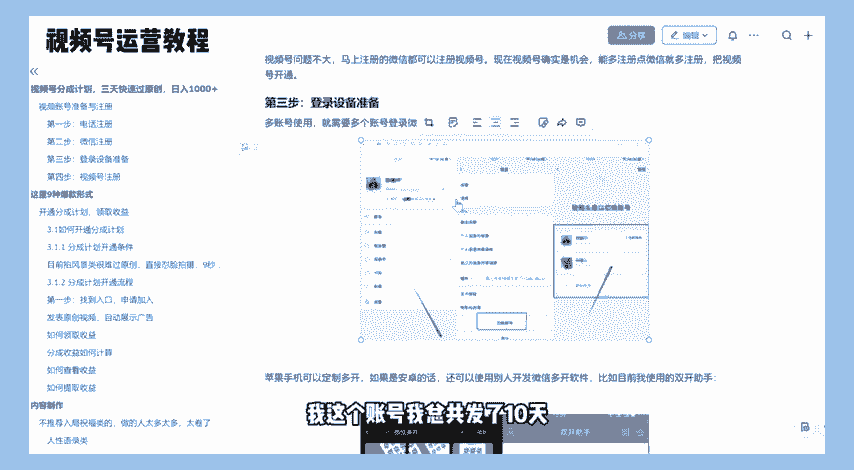 视频号运营教程
分享
编辑
视频号分成计划，三天快速过原创，日入1000+
视频账号准备与注册
第一步：电话注册
第二步：微信注册
第三步：登录设备准备
第四步：视频号注册
这里9种爆款形式
开通分成计划，领取收益
3.1如何开通分成计划
3.1.1 分成计划开通条件
目前拍风景类很难过原创，直接怼脸拍摄，9秒
3.1.2 分成计划开通流程
第一步：找到入口，申请加入
发表原创视频，自动展示广告
如何领取收益
分成收益如何计算
如何查看收益
如何提取收益
内容制作
不推荐入局祝福类的，做的人太多太多，太卷了
人性语录类
视频号问题不大，马上注册的微信都可以注册视频号。现在视频号确实是机会，能多注册点微信就多注册，把视频
号开通。
第三步：登录设备准备
多账号使用，就需要多个账号登录微
苹果手机可以定制多开，如果是安卓的话，还可以使用别人开发微信多开软件，比如目前我使用的双开助手：
我这个账号我总共发了10天
双开助手